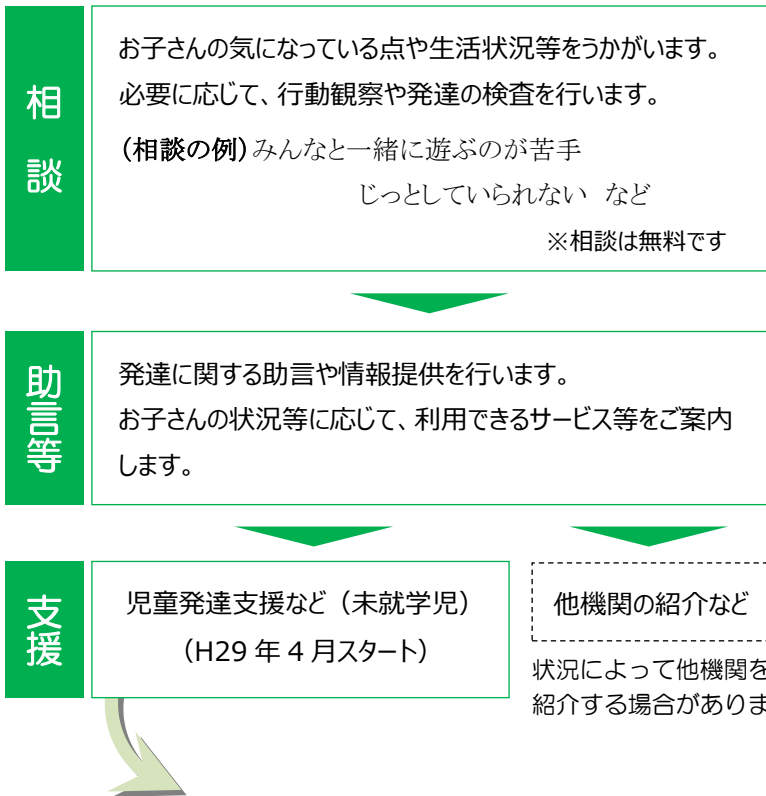 相談
お子さんの気になっている点や生活状況等をうかがいます。
必要に応じて、行動観察や発達の検査を行います。
（相談の例）みんなと一緒に遊ぶのが苦手
じっとしていられない など
※相談は無料です
助言等
発達に関する助言や情報提供を行います。
お子さんの状況等に応じて、利用できるサービス等をご案内
します。
支援
児童発達支援など（未就学児）
（H29 年 4 月スタート）
他機関の紹介など
状況によって他機関を
紹介する場合がありま